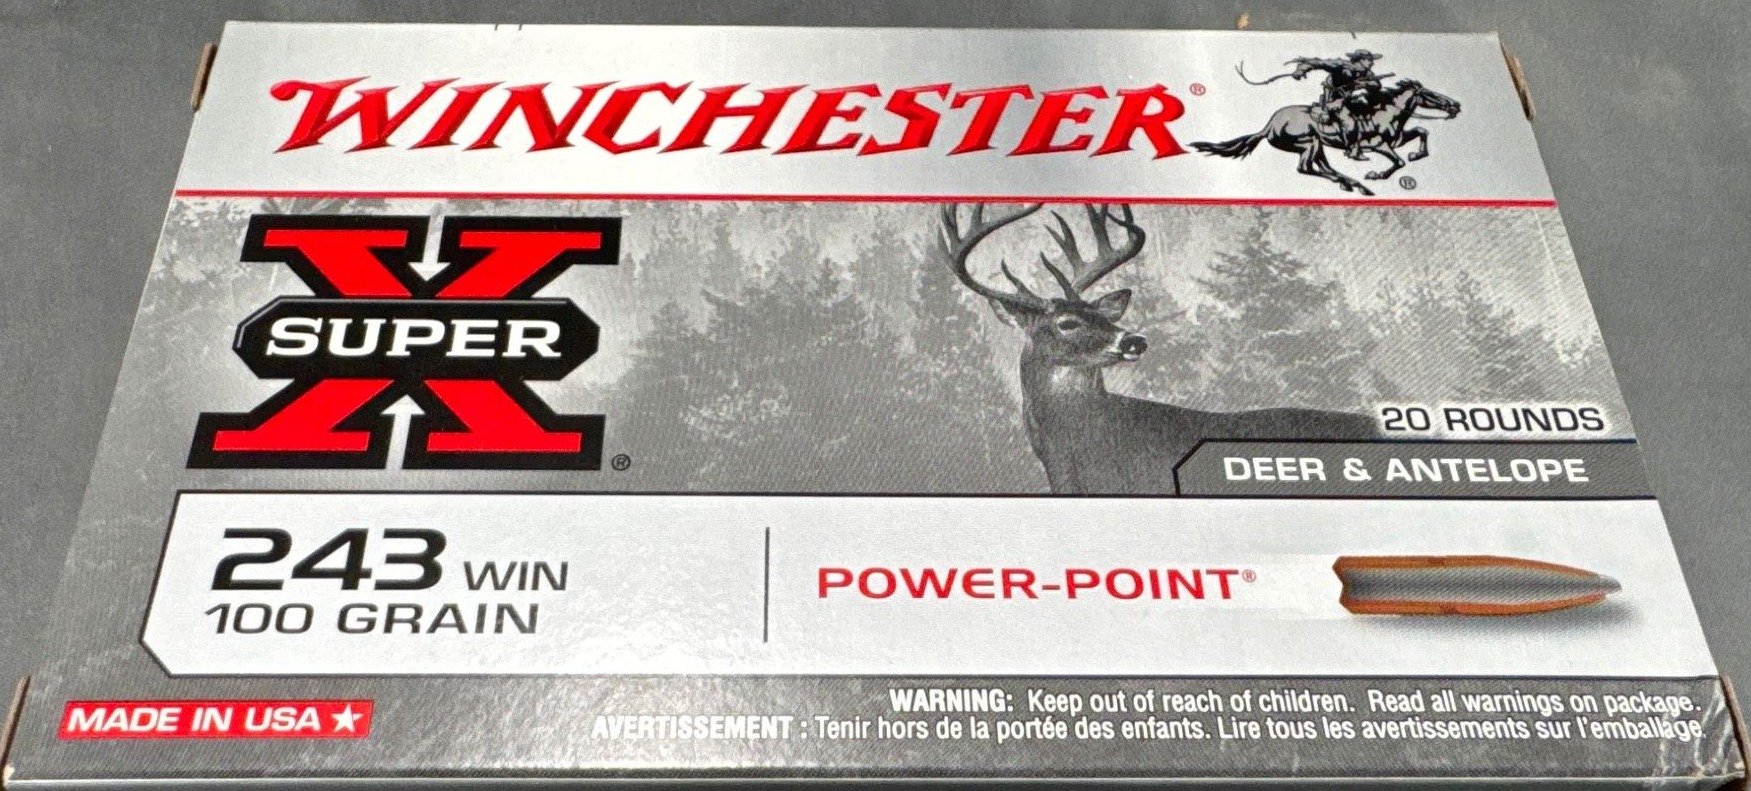 WINCHESTER®
®
X
SUPER
®
20 ROUNDS
DEER & ANTELOPE
243 WIN
100 GRAIN
POWER-POINT®
MADE IN USA ★
WARNING: Keep out of reach of children. Read all warnings on package.
AVERTISSEMENT : Tenir hors de la portée des enfants. Lire tous les avertissements sur l'emballage.